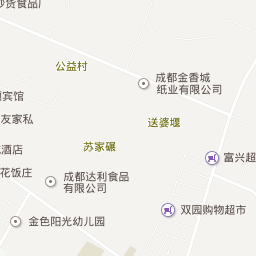 炒货食品厂
公益村
成都金香城
纸业有限公司
宾馆
送婆堰
友家私
苏家碾
酒店
富兴超
花饭庄
成都达利食品
有限公司
双园购物超市
金色阳光幼儿园